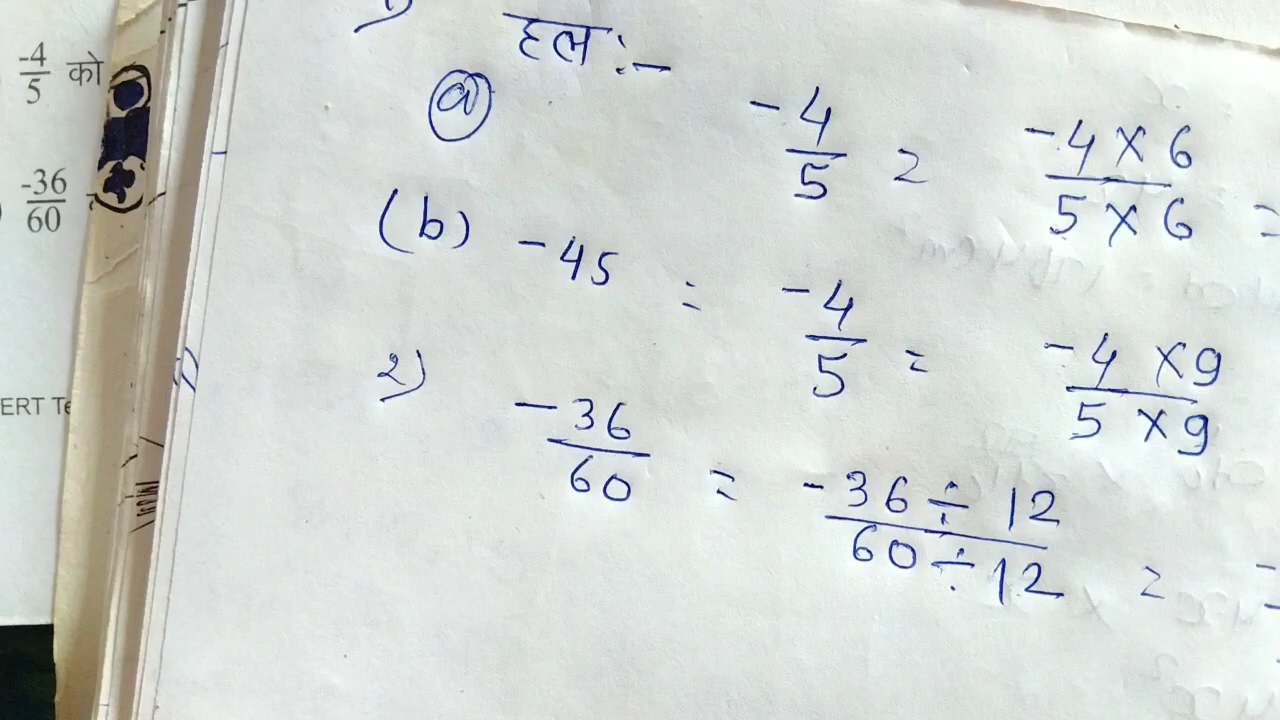 -4/5 को
-36/60
ERT Te
1)
हल :-
(a) -4/5 = -4 × 6 / 5 × 6 =
(b) -45 = -4/5 = -4 × 9 / 5 × 9
2) -36/60 = -36 ÷ 12 / 60 ÷ 12 =